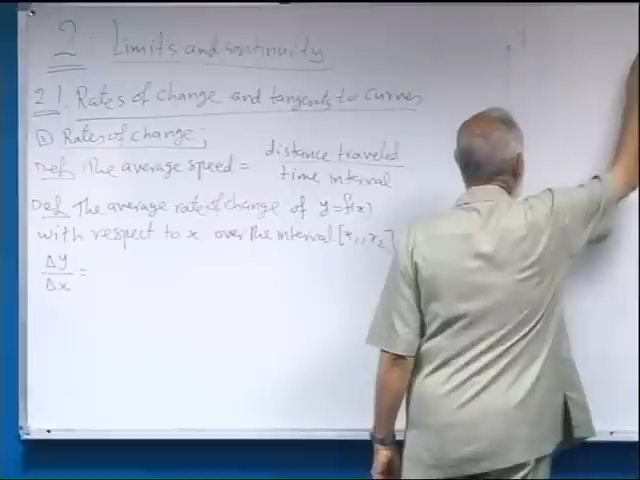 2. Limits and continuity
2.1. Rates of change and tangents to curves
① Rates of change;
Def The average speed = distance traveled / time interval
Def The average rate of change of y=f(x)
with respect to x over the interval [x₁, x₂]
Δy/Δx =